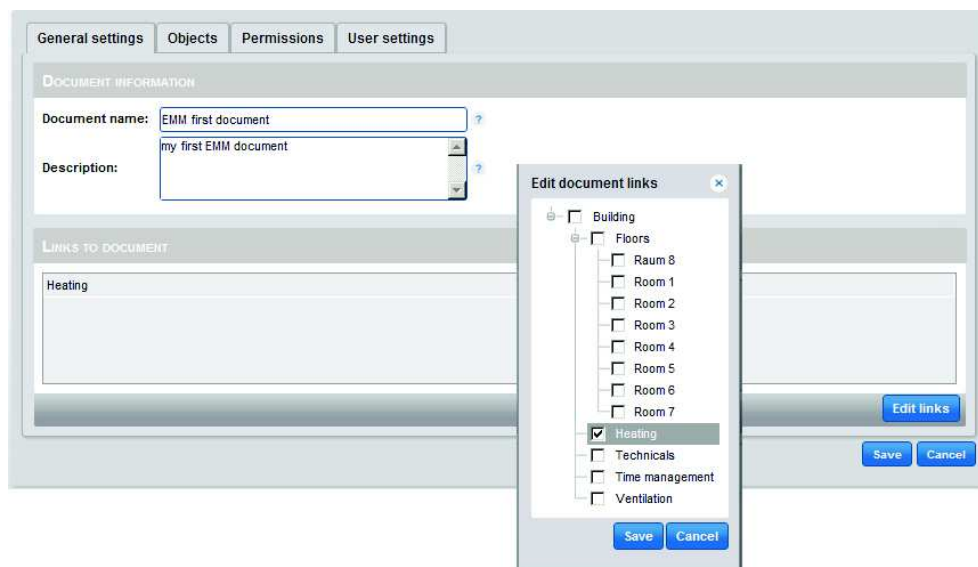 General settings Objects Permissions User settings
DOCUMENT INFORMATION
Document name: EMM first document ?
Description: my first EMM document ?
LINKS TO DOCUMENT
Heating
Edit links
Save Cancel
Edit document links ×
Building
Floors
Raum 8
Room 1
Room 2
Room 3
Room 4
Room 5
Room 6
Room 7
Heating
Technicals
Time management
Ventilation
Save Cancel